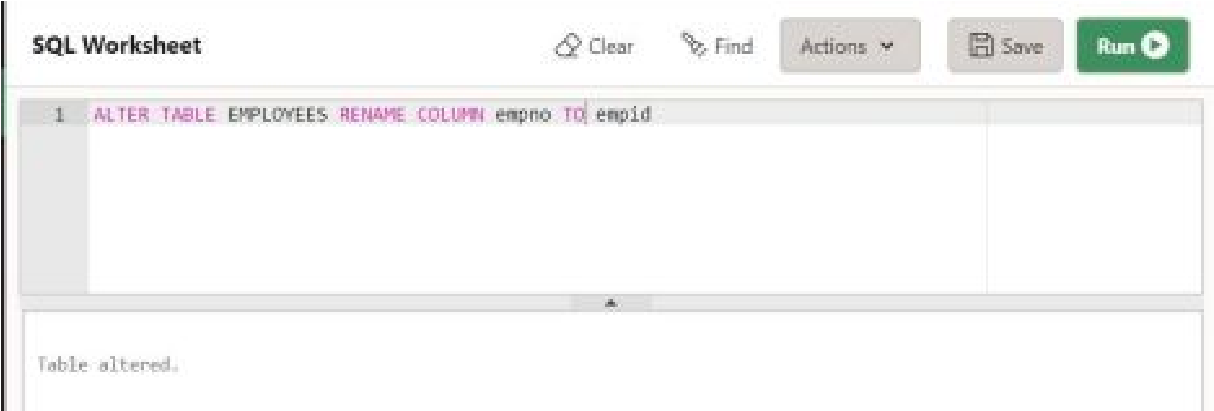 SQL Worksheet Clear Find Actions Save Run
1 ALTER TABLE EMPLOYEES RENAME COLUMN empno TO empid
Table altered.